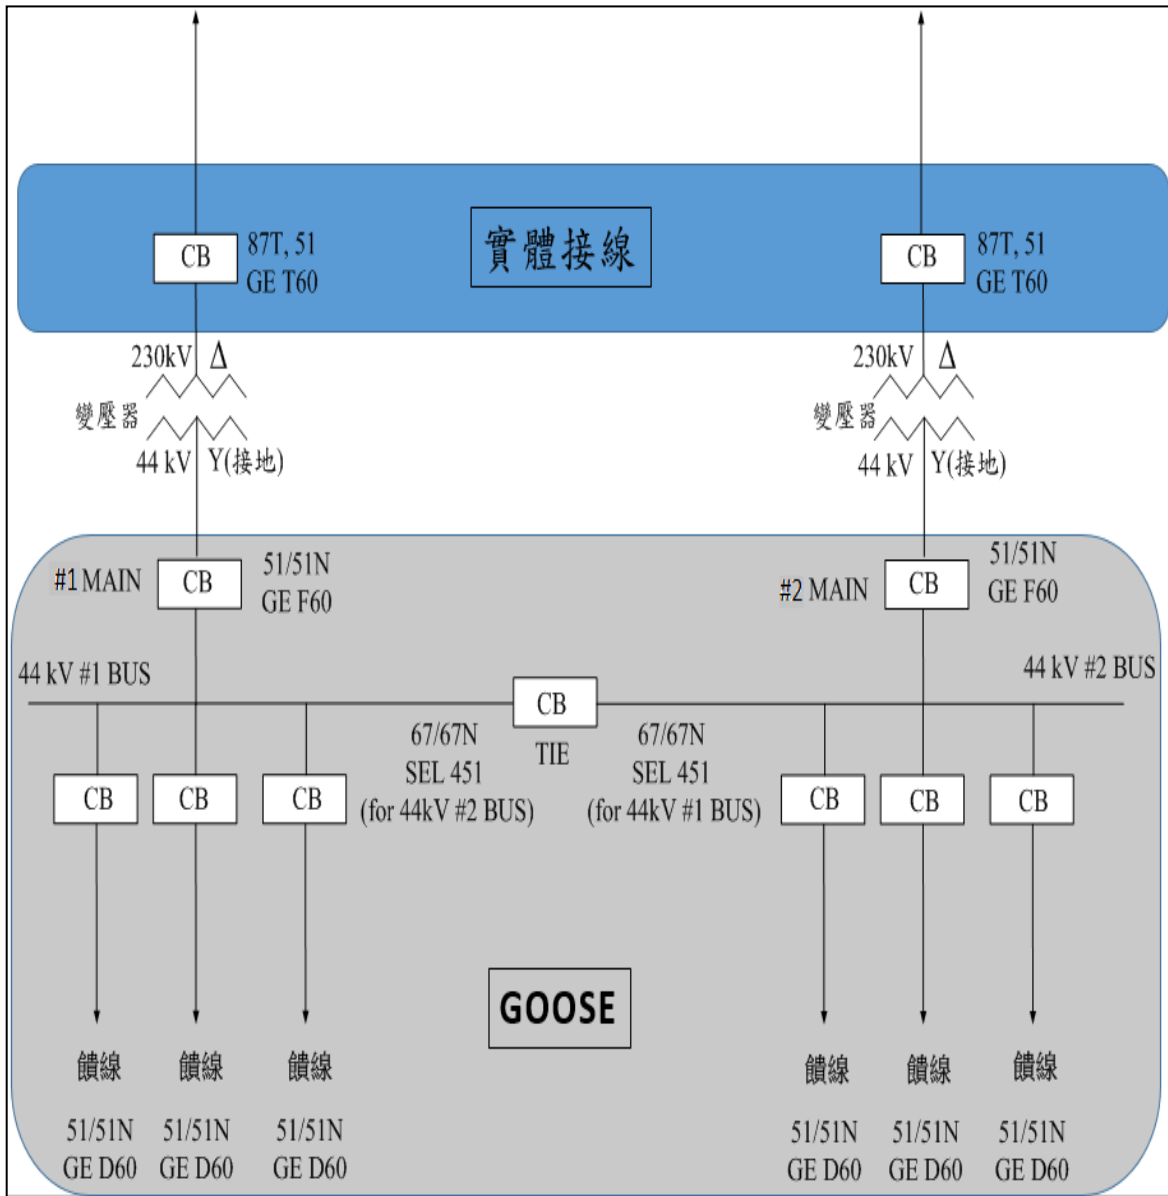 CB
87T, 51
GE T60
實體接線
CB
87T, 51
GE T60
230kV Δ
變壓器
44 kV Y(接地)
230kV Δ
變壓器
44 kV Y(接地)
#1 MAIN
CB
51/51N
GE F60
#2 MAIN
CB
51/51N
GE F60
44 kV #1 BUS
44 kV #2 BUS
CB
TIE
67/67N
SEL 451
(for 44kV #2 BUS)
67/67N
SEL 451
(for 44kV #1 BUS)
CB
CB
CB
CB
CB
CB
GOOSE
饋線
饋線
饋線
饋線
饋線
饋線
51/51N
GE D60
51/51N
GE D60
51/51N
GE D60
51/51N
GE D60
51/51N
GE D60
51/51N
GE D60